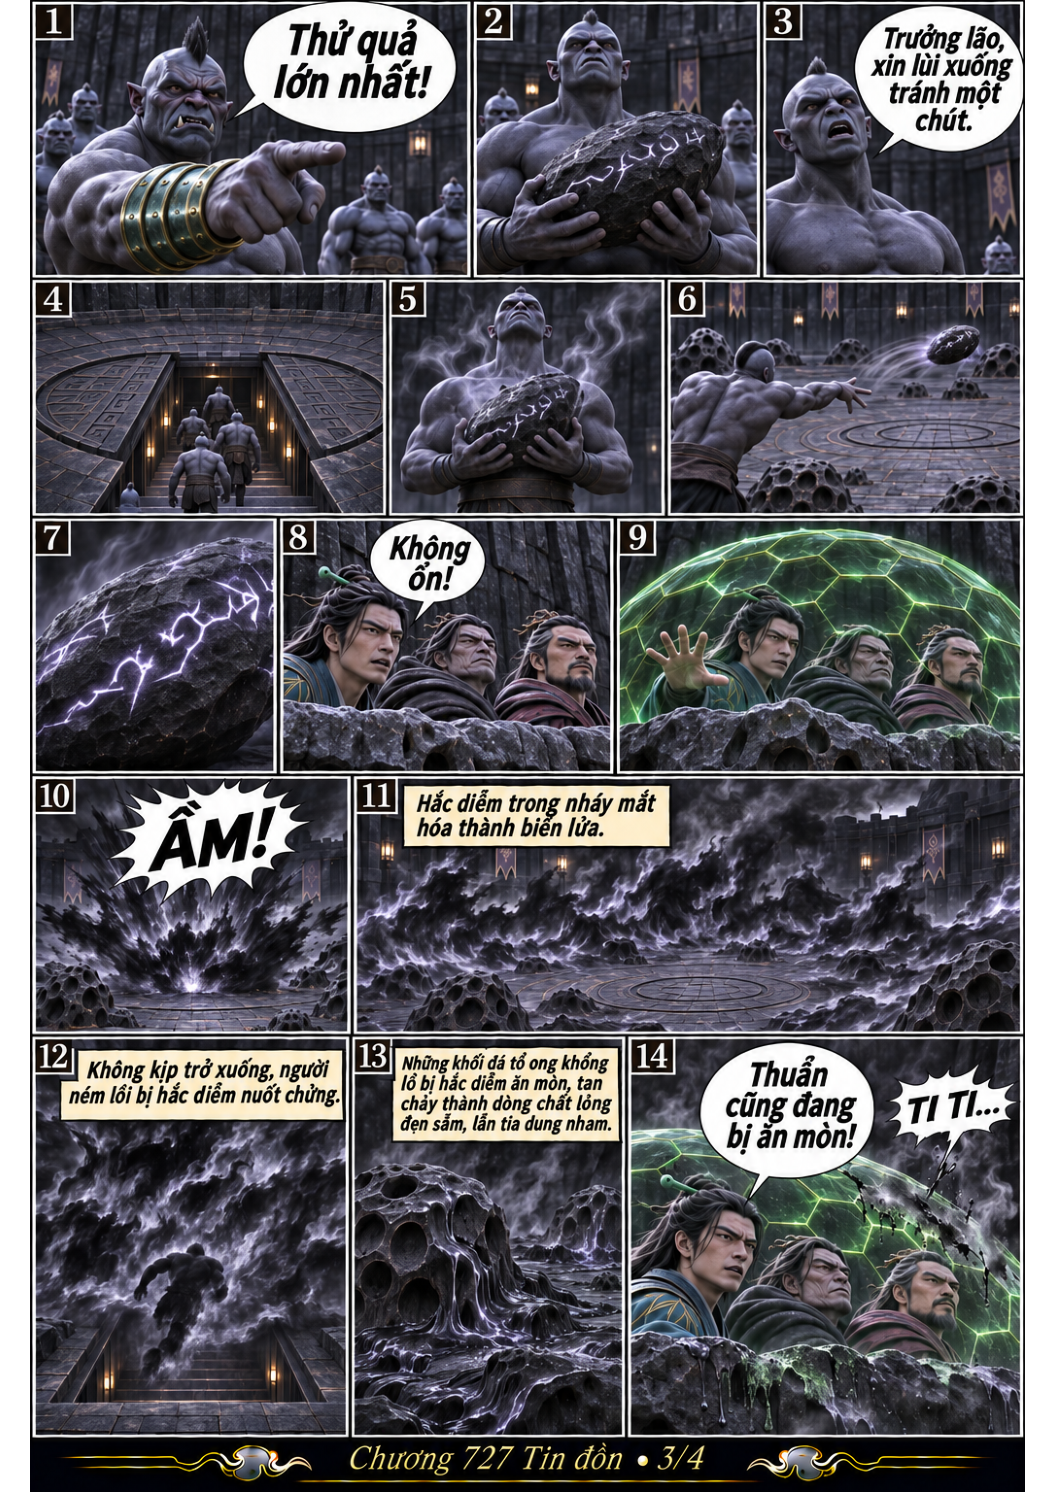 1
Thử quả
lớn nhất!
2
3
Trưởng lão,
xin lùi xuống
tránh một
chút.
4
5
6
7
8
Không
ổn!
9
10
ẦM!
11
Hắc diễm trong nháy mắt
hóa thành biển lửa.
12
Không kịp trở xuống, người
ném lôi bị hắc diễm nuốt chửng.
13
Những khối đá tổ ong khổng
lồ bị hắc diễm ăn mòn, tan
chảy thành dòng chất lỏng
đẹn sẫm, lẫn tia dung nham.
14
Thuẫn
cũng đang
bị ăn mòn!
TI TI...
Chương 727 Tin đồn • 3/4